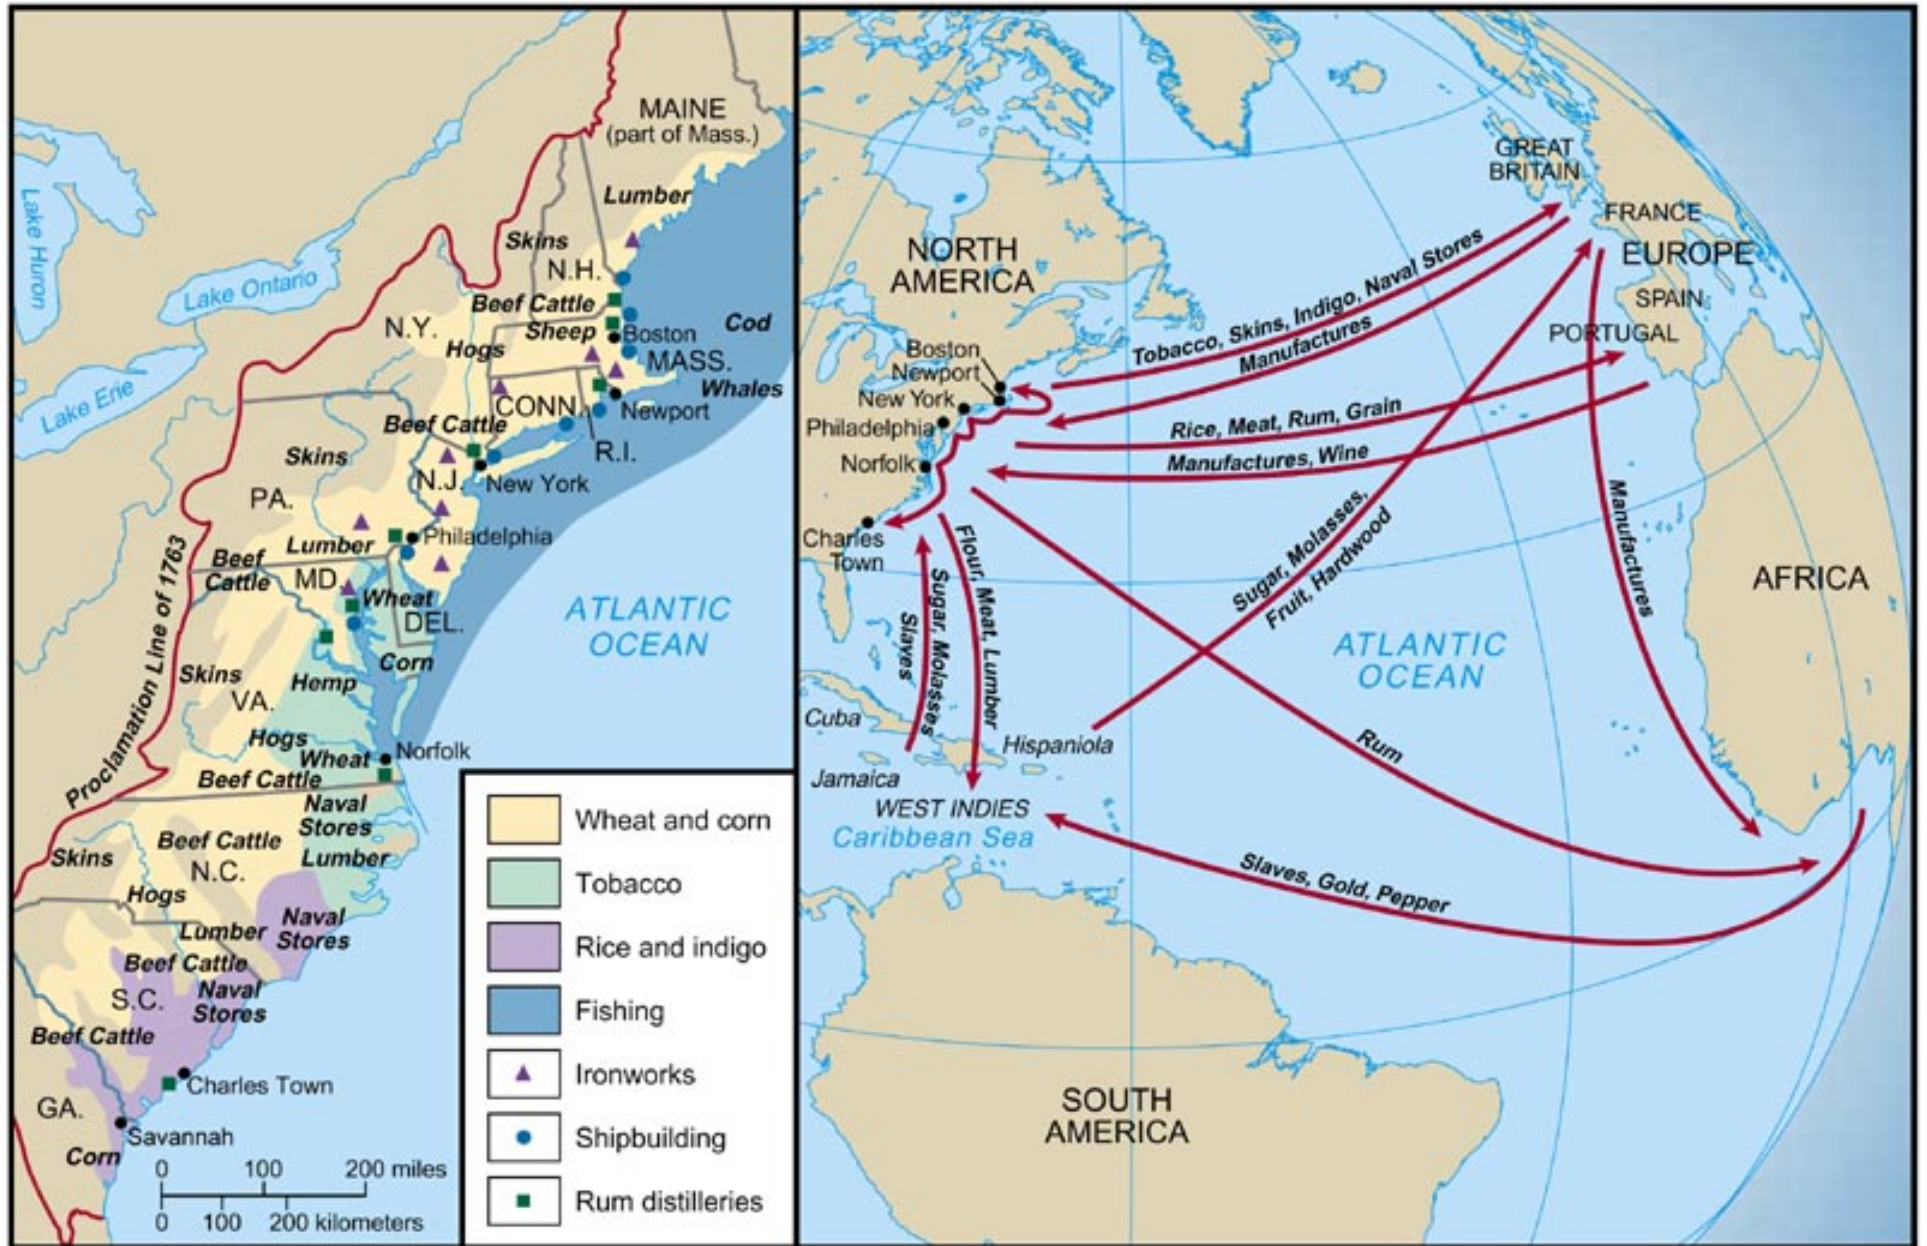 MAINE
(part of Mass.)
Lumber
Skins
N.H.
Lake Huron
Lake Ontario
Beef Cattle
N.Y.
Sheep
Boston
Cod
Hogs
MASS.
Lake Erie
Whales
CONN.
Newport
Beef Cattle
R.I.
Skins
N.J.
New York
PA.
Philadelphia
Lumber
Beef
Cattle
MD.
Wheat
DEL.
ATLANTIC
OCEAN
Proclamation Line of 1763
Corn
Skins
Hemp
VA.
Hogs
Norfolk
Wheat
Beef Cattle
Naval
Stores
Beef Cattle
Skins
Lumber
N.C.
Hogs
Naval
Stores
Lumber
Beef Cattle
S.C.
Naval
Stores
Beef Cattle
Charles Town
GA.
Savannah
Corn
0 100 200 miles
0 100 200 kilometers
Wheat and corn
Tobacco
Rice and indigo
Fishing
Ironworks
Shipbuilding
Rum distilleries
GREAT
BRITAIN
FRANCE
NORTH
AMERICA
EUROPE
SPAIN
PORTUGAL
Tobacco, Skins, Indigo, Naval Stores
Manufactures
Boston
Newport
New York
Philadelphia
Norfolk
Rice, Meat, Rum, Grain
Manufactures, Wine
Charles
Town
Sugar, Molasses,
Fruit, Hardwood
Manufactures
AFRICA
Flour, Meat, Lumber
Sugar, Molasses
Slaves
ATLANTIC
OCEAN
Cuba
Hispaniola
Jamaica
Rum
WEST INDIES
Caribbean Sea
Slaves, Gold, Pepper
SOUTH
AMERICA